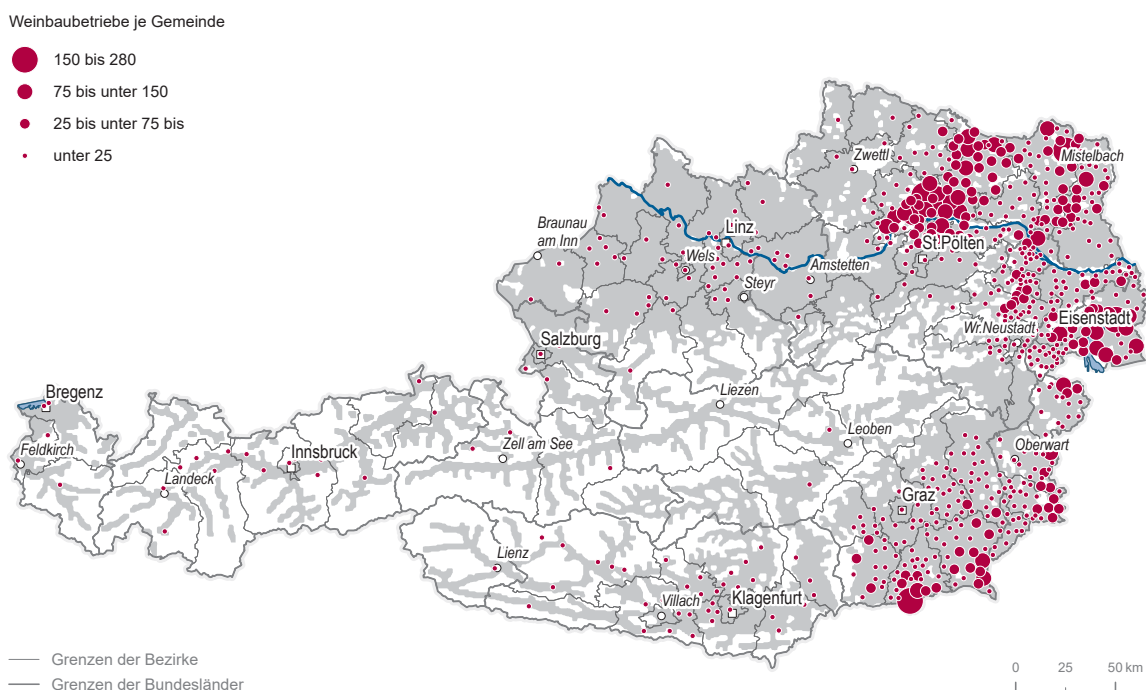 Weinbaubetriebe je Gemeinde
150 bis 280
75 bis unter 150
25 bis unter 75 bis
unter 25
Mistelbach
Zwettl
Braunau
am Inn
Linz
St.Pölten
Wels
Amstetten
Steyr
Eisenstadt
Wr.Neustadt
Salzburg
Bregenz
Liezen
Leoben
Feldkirch
Innsbruck
Zell am See
Oberwart
Landeck
Graz
Lienz
Villach
Klagenfurt
Grenzen der Bezirke
Grenzen der Bundesländer
0 25 50 km